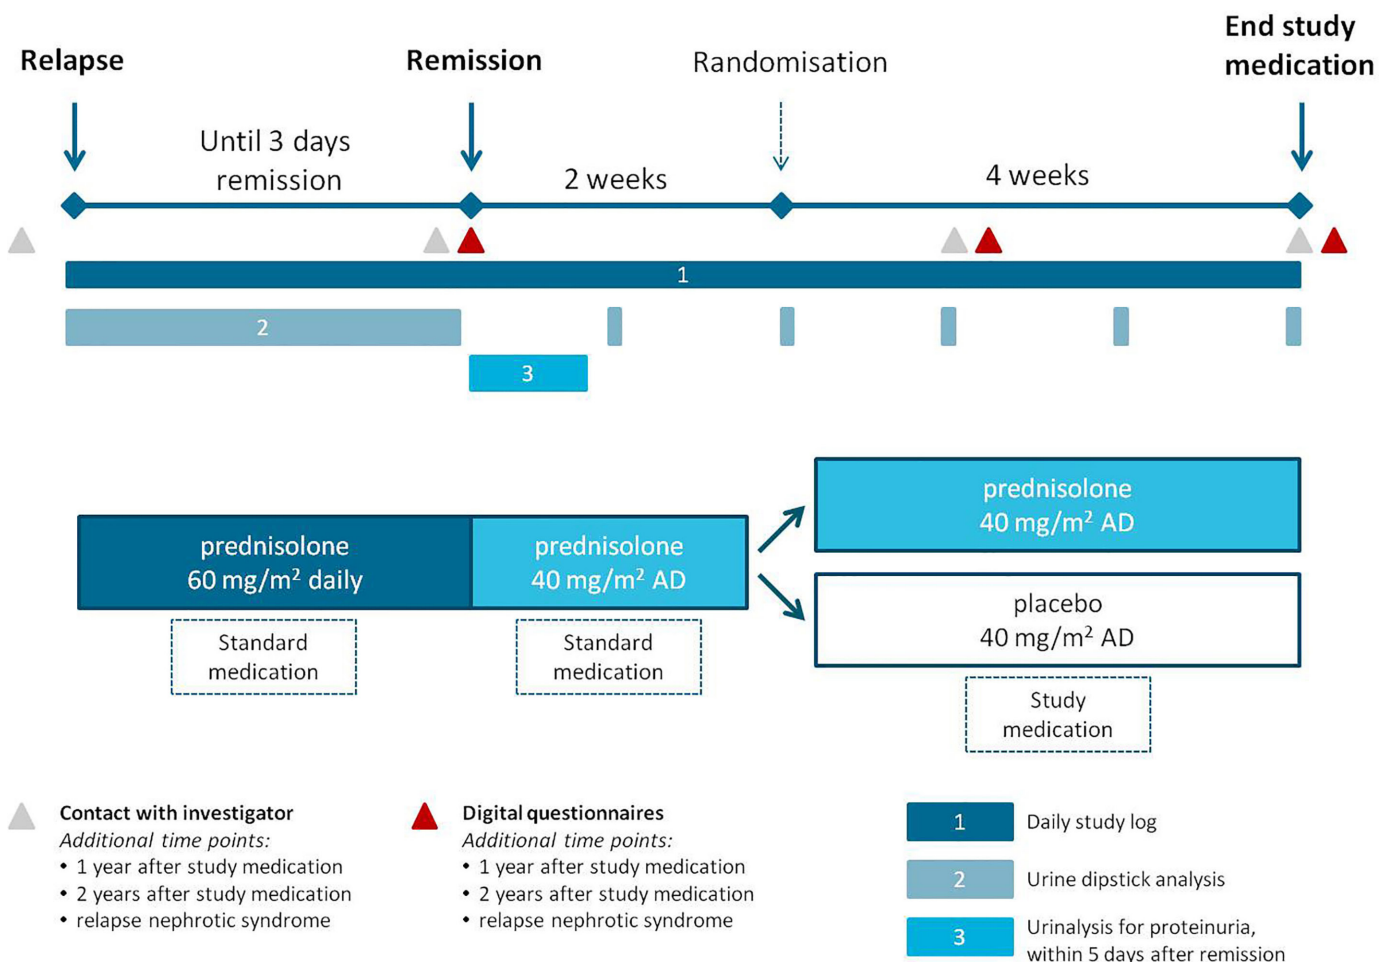 Relapse
Remission
Randomisation
End study
medication
Until 3 days
remission
2 weeks
4 weeks
1
2
3
prednisolone
60 mg/m² daily
prednisolone
40 mg/m² AD
prednisolone
40 mg/m² AD
placebo
40 mg/m² AD
Standard
medication
Standard
medication
Study
medication
Contact with investigator
Additional time points:
• 1 year after study medication
• 2 years after study medication
• relapse nephrotic syndrome
Digital questionnaires
Additional time points:
• 1 year after study medication
• 2 years after study medication
• relapse nephrotic syndrome
1 Daily study log
2 Urine dipstick analysis
3 Urinalysis for proteinuria,
within 5 days after remission